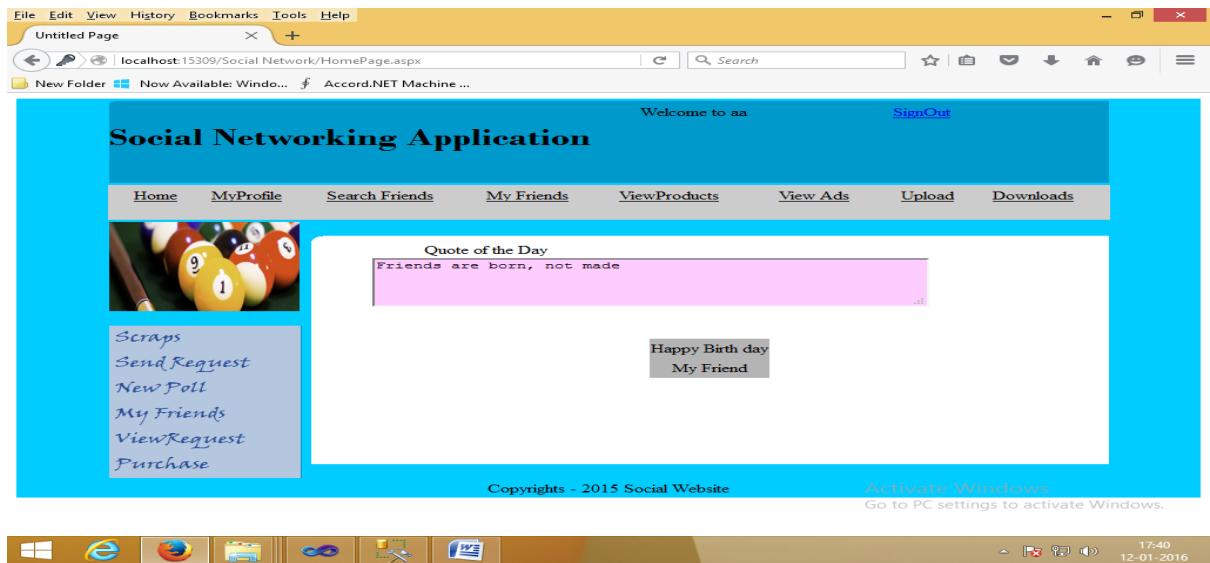 File Edit View History Bookmarks Tools Help
Untitled Page
localhost:15309/Social Network/HomePage.aspx
Search
New Folder Now Available: Windo... Accord.NET Machine ...
Welcome to aa SignOut
Social Networking Application
Home MyProfile Search Friends My Friends ViewProducts View Ads Upload Downloads
9
1
Quote of the Day
Friends are born, not made
Happy Birth day
My Friend
Scraps
Send Request
New Poll
My Friends
ViewRequest
Purchase
Copyrights - 2015 Social Website
Activate Windows
Go to PC settings to activate Windows.
17:40
12-01-2016